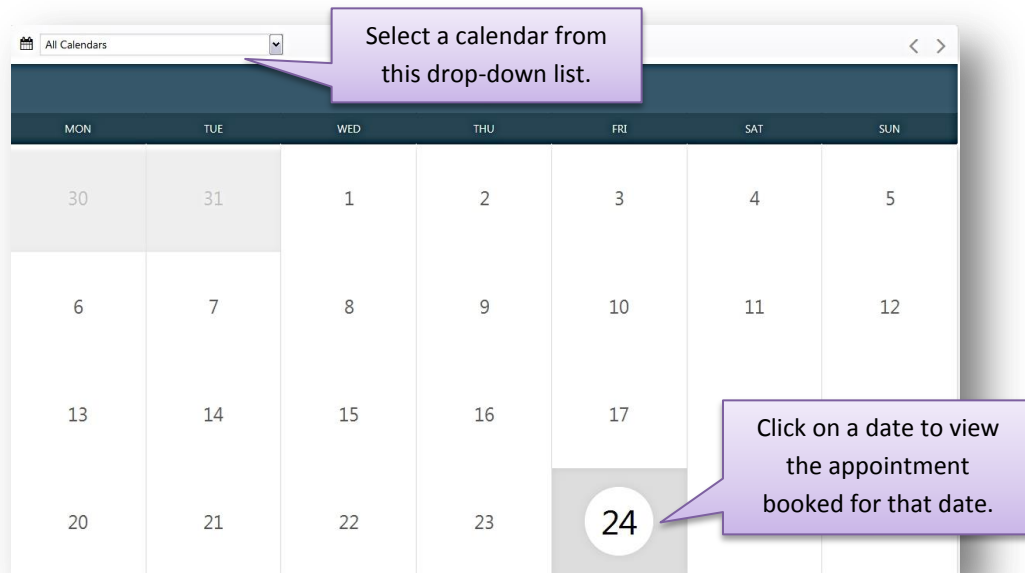 All Calendars
Select a calendar from
this drop-down list.
MON TUE WED THU FRI SAT SUN
30 31 1 2 3 4 5
6 7 8 9 10 11 12
13 14 15 16 17
Click on a date to view
the appointment
booked for that date.
20 21 22 23 24